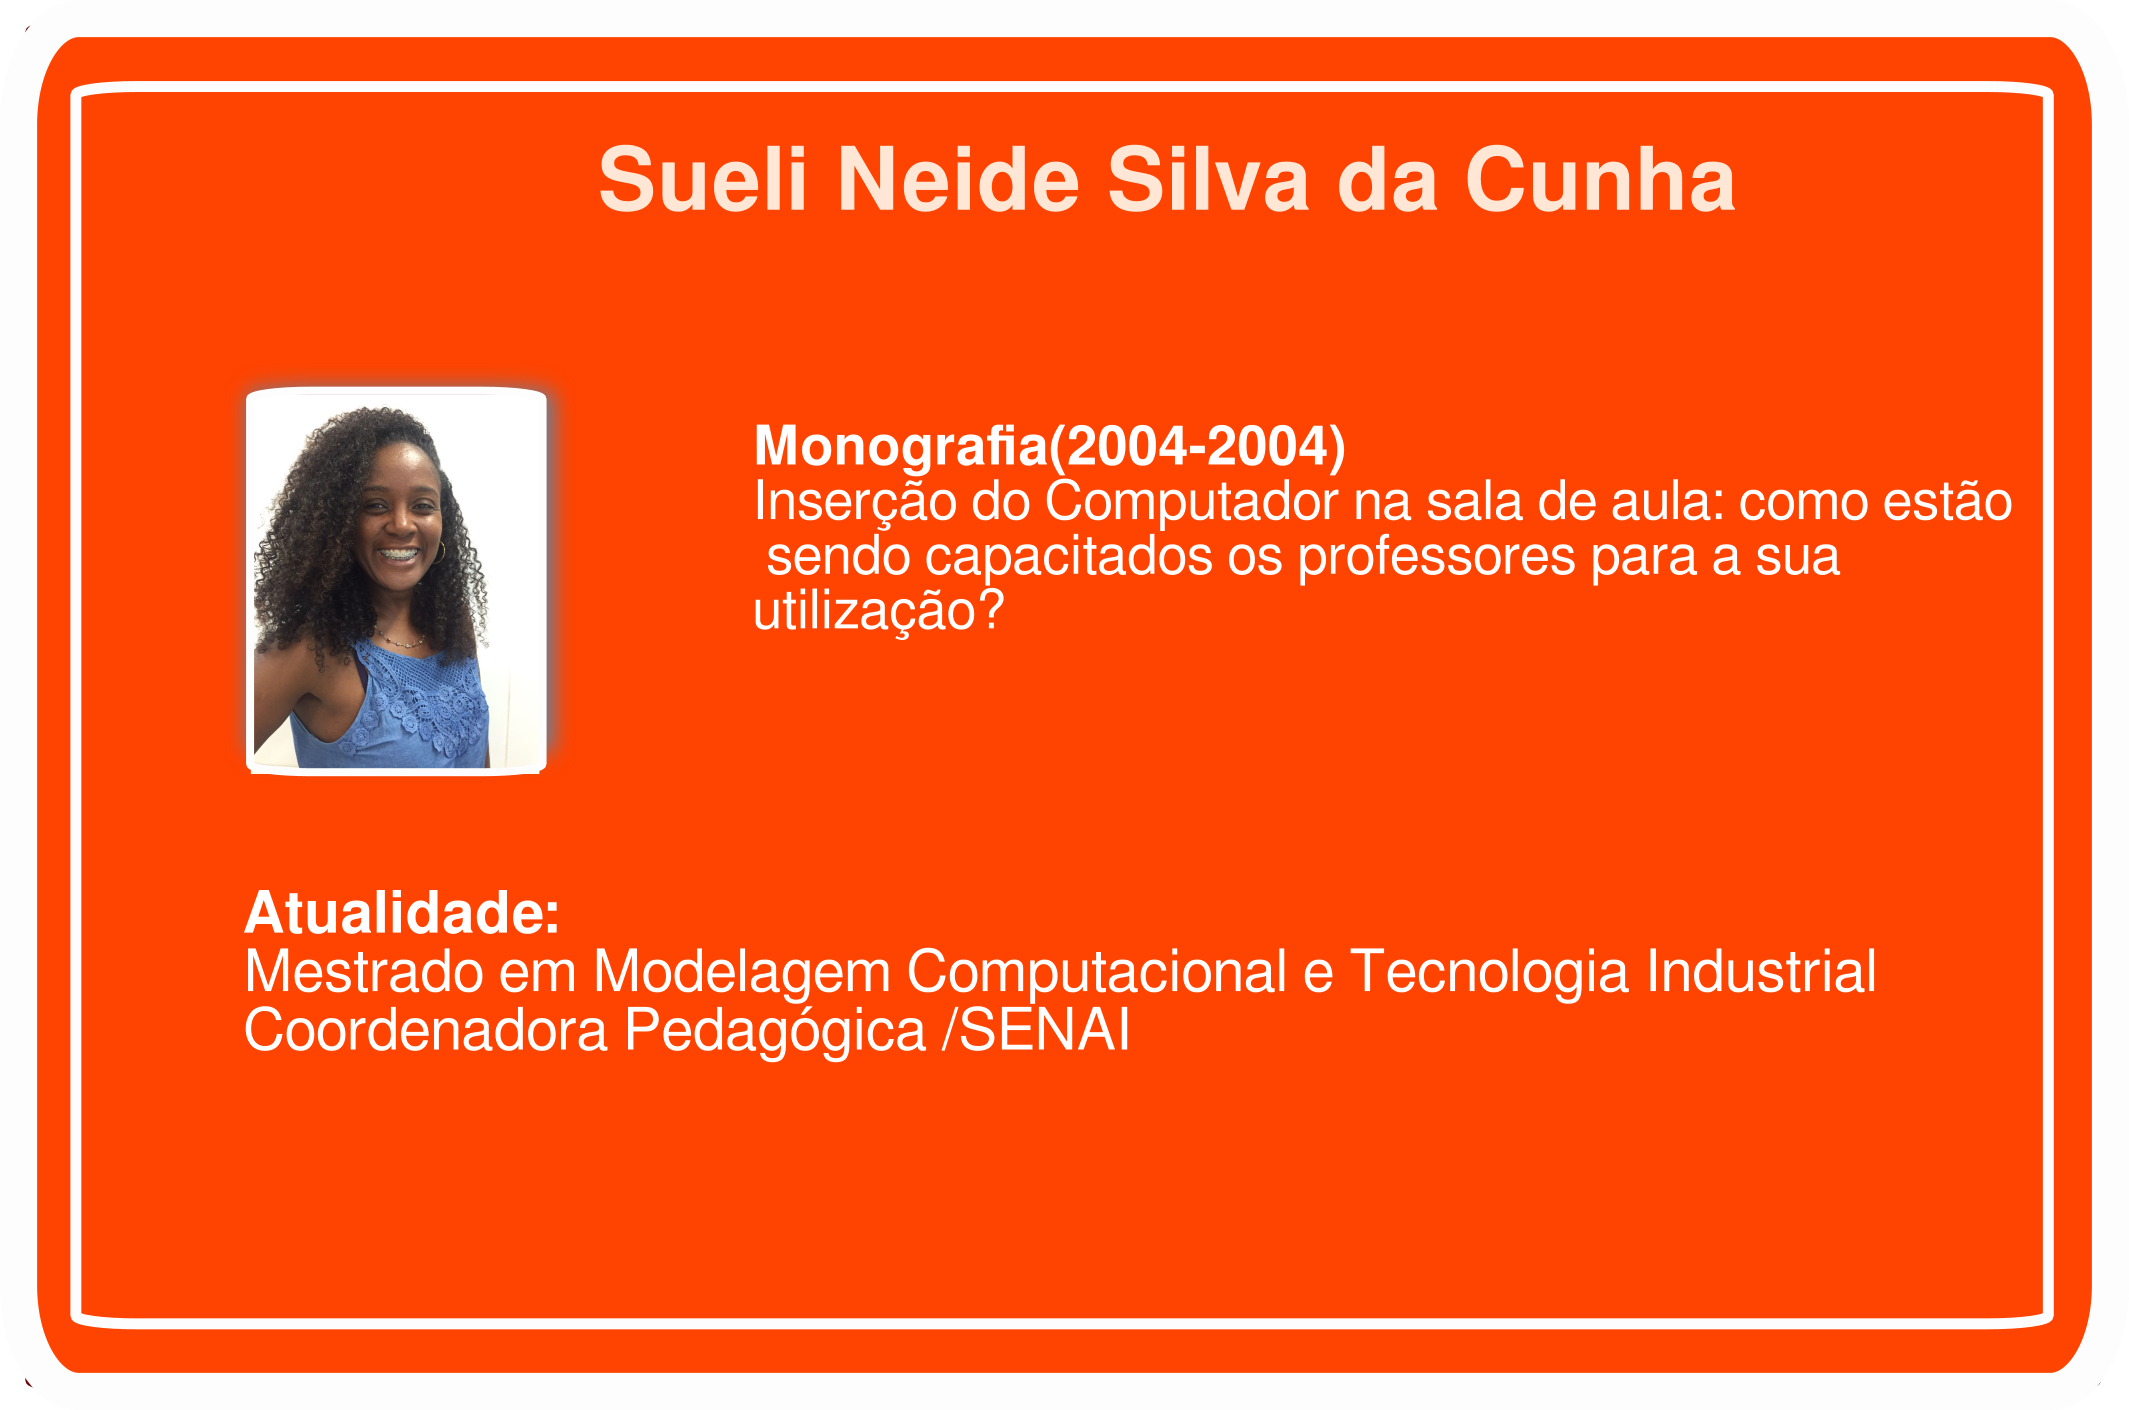 Sueli Neide Silva da Cunha
Monografia(2004-2004)
Inserção do Computador na sala de aula: como estão
sendo capacitados os professores para a sua
utilização?
Atualidade:
Mestrado em Modelagem Computacional e Tecnologia Industrial
Coordenadora Pedagógica /SENAI